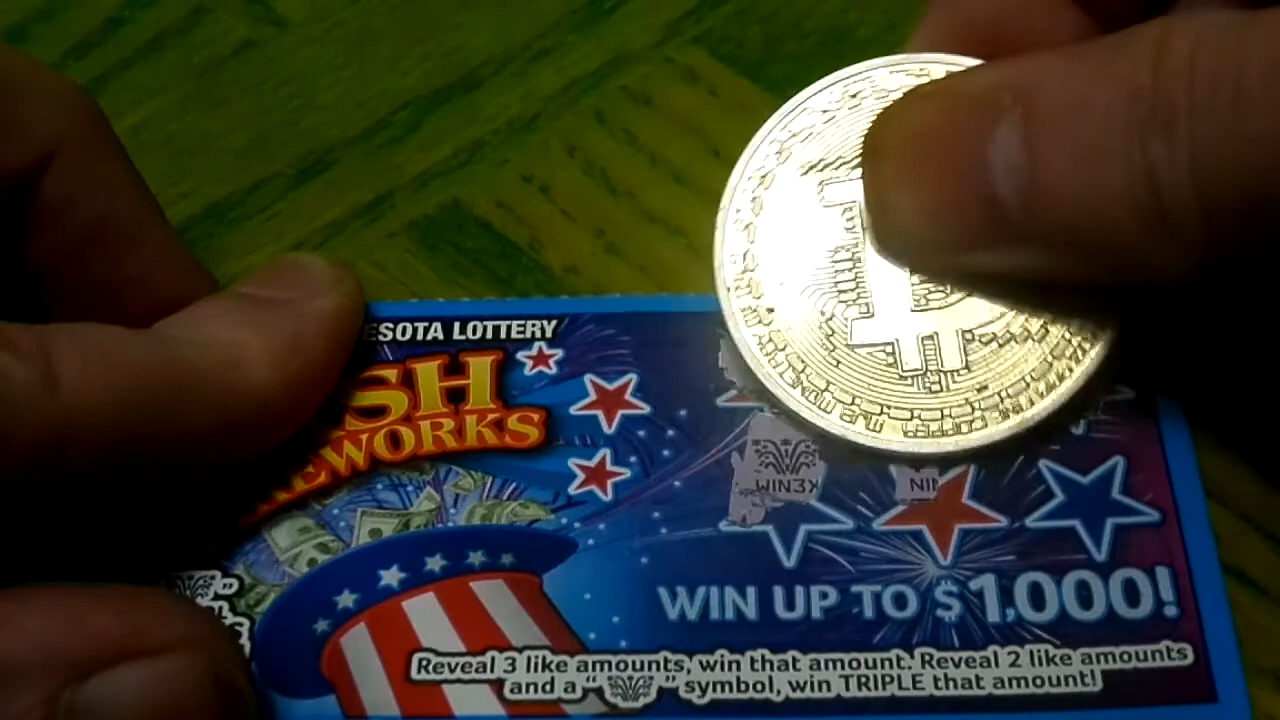 ESOTA LOTTERY
SH
EWORKS
WIN UP TO $1,000!
Reveal 3 like amounts, win that amount. Reveal 2 like amounts
and a “ ” symbol, win TRIPLE that amount!